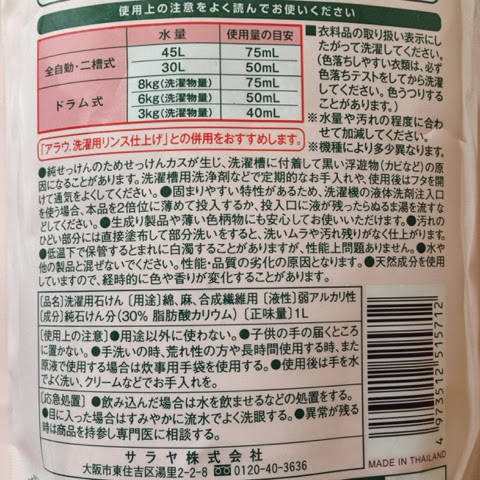 使用上の注意をよく読んでお使いください
水 量 使用量の目安
全自動・二槽式 45L 75mL
30L 50mL
ドラム式 8kg(洗濯物量) 75mL
6kg(洗濯物量) 50mL
3kg(洗濯物量) 40mL
「アラウ.洗濯用リンス仕上げ」との併用をおすすめします。
■衣料品の取り扱い表示にし
たがって洗濯してください。
(色落ちしやすい衣類は、必ず
色落ちテストをしてから洗濯
してください。色うつりする
ことがあります。)
※水量や汚れの程度に合わ
せて加減してください。
※機種により多少異なります。
●純せっけんのためせっけんカスが生じ、洗濯槽に付着して黒い浮遊物(カビなど)の原
因になることがあります。洗濯槽用洗浄剤などで定期的なお手入れや、使用後はフタを開
けて通気をよくしてください。●固まりやすい特性があるため、洗濯機の液体洗剤注入口
を使う場合、本品を2倍位に薄めて投入するか、投入口に液が残ったらぬるま湯を流すな
どしてください。●生成り製品や薄い色柄物にも安心してお使いいただけます。●汚れの
ひどい部分には直接塗布して部分洗いをすると、洗いムラや汚れ残りがなく仕上がります。
●低温下で保管するとまれに白濁することがありますが、性能上問題ありません。●水や
他の製品と混ぜないでください。性能・品質の劣化の原因となります。●天然成分を使用
していますので、経時的に色や香りが変化することがあります。
[品名]洗濯用石けん [用途]綿、麻、合成繊維用 [液性]弱アルカリ性
[成分]純石けん分(30% 脂肪酸カリウム) [正味量]1L
[使用上の注意]●用途以外に使わない。●子供の手の届くところ
に置かない。●手洗いの時、荒れ性の方や長時間使用する時、また
原液で使用する場合は炊事用手袋を使用する。●使用後は手を水
でよく洗い、クリームなどでお手入れを。
[応急処置]●飲み込んだ場合は水を飲ませるなどの処置をする。
●目に入った場合はすみやかに流水でよく洗眼する。●異常が残る
時は商品を持参し専門医に相談する。
サラヤ株式会社
大阪市東住吉区湯里2-2-8 0120-40-3636
4 973512 515712
MADE IN THAILAND